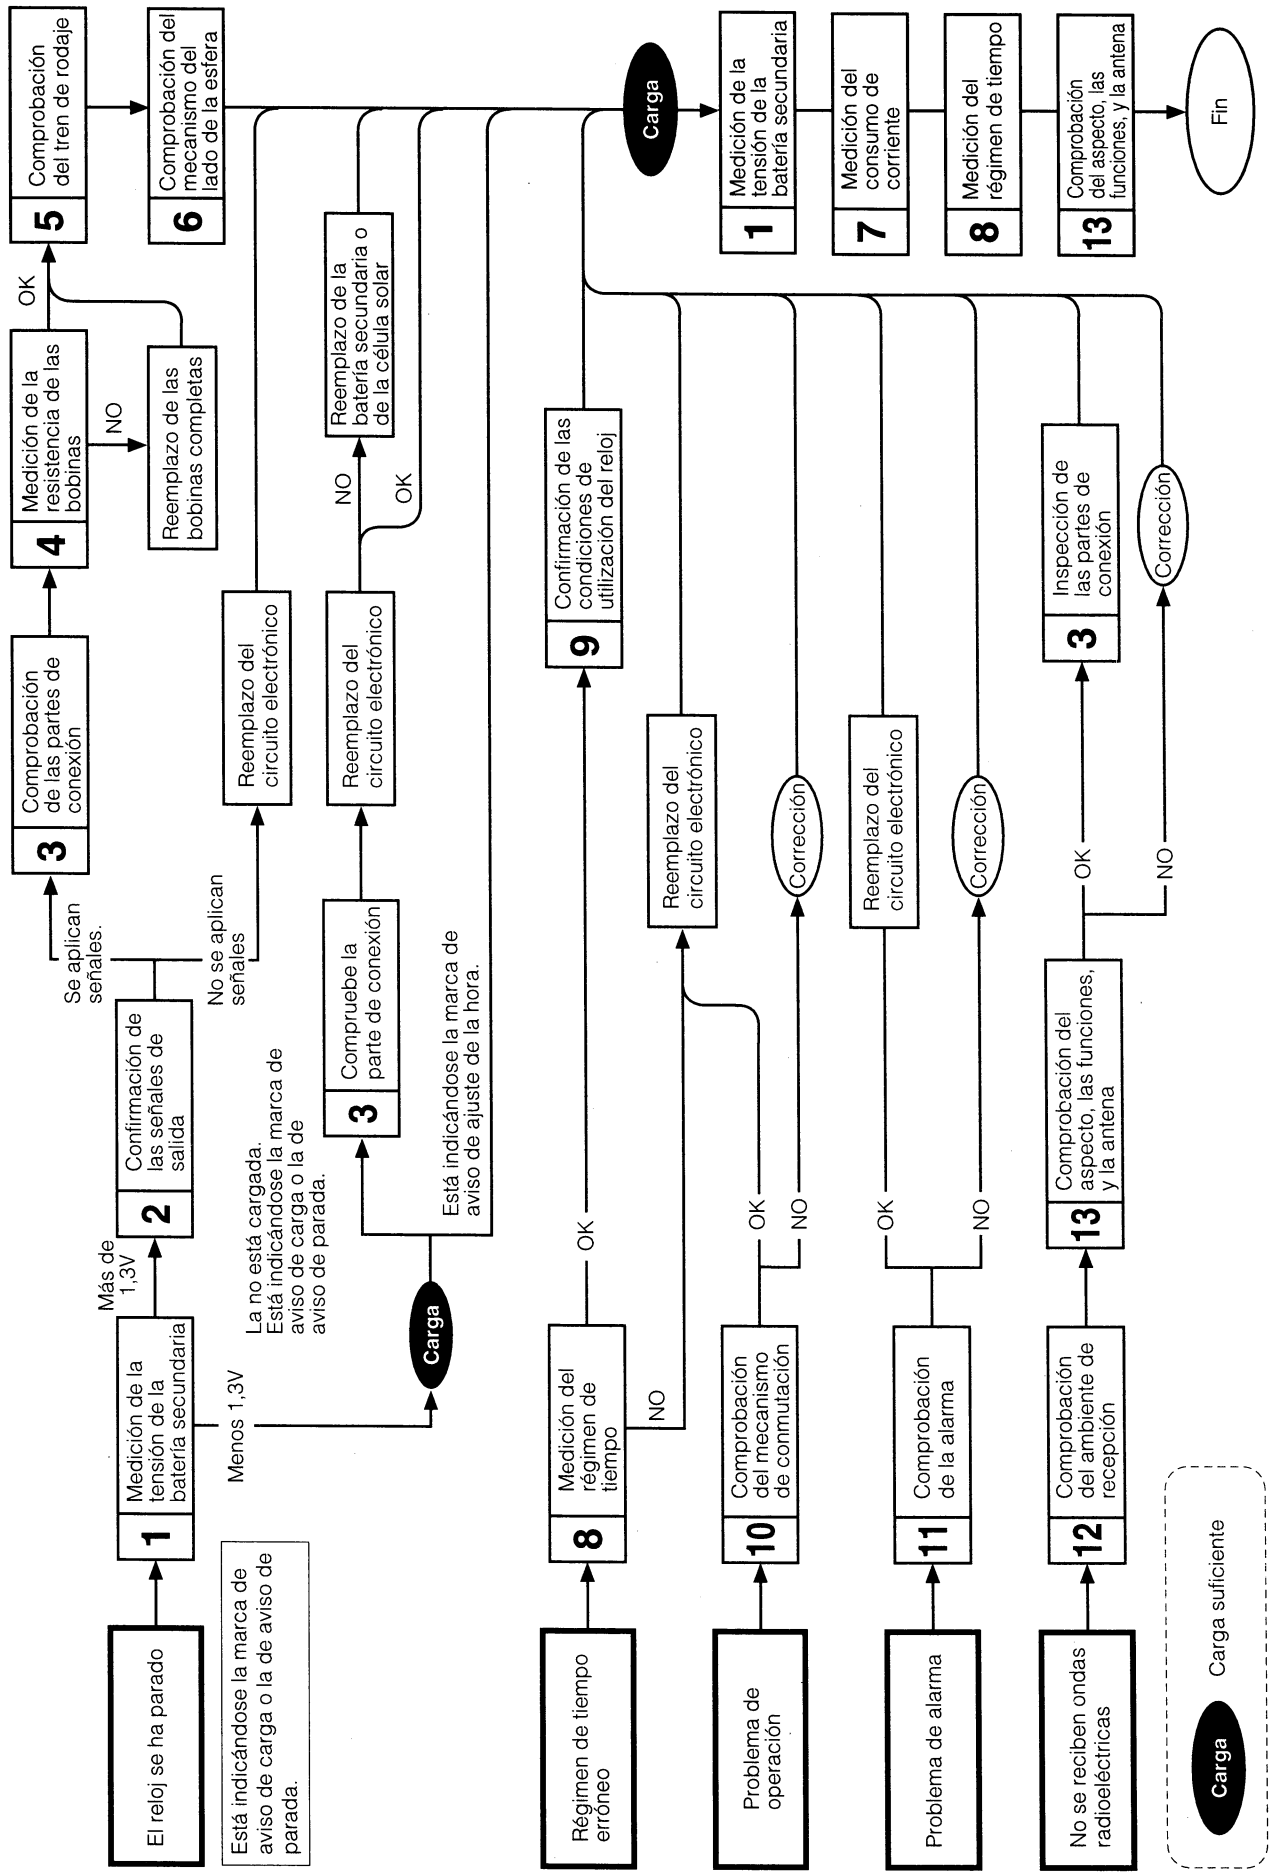 El reloj se ha parado
Está indicándose la marca de
aviso de carga o la de aviso de
parada.
1
Medición de la
tensión de la
batería secundaria
Más de
1,3V
Menos 1,3V
2
Confirmación de
las señales de
salida
Se aplican
señales.
No se aplican
señales
3
Comprobación
de las partes de
conexión
4
Medición de la
resistencia de las
bobinas
OK
NO
Reemplazo de las
bobinas completas
5
Comprobación
del tren de rodaje
6
Comprobación del
mecanismo del
lado de la esfera
Reemplazo del
circuito electrónico
La no está cargada.
Está indicándose la marca de
aviso de carga o la de
aviso de parada.
Carga
3
Compruebe la
parte de conexión
Reemplazo del
circuito electrónico
NO
OK
Reemplazo de la
batería secundaria o
de la célula solar
Está indicándose la marca de
aviso de ajuste de la hora.
Régimen de tiempo
erróneo
8
Medición del
régimen de
tiempo
OK
NO
9
Confirmación de las
condiciones de
utilización del reloj
Problema de
operación
10
Comprobación
del mecanismo
de conmutación
OK
NO
Reemplazo del
circuito electrónico
Corrección
Problema de alarma
11
Comprobación
de la alarma
OK
NO
Reemplazo del
circuito electrónico
Corrección
No se reciben ondas
radioeléctricas
12
Comprobación
del ambiente de
recepción
13
Comprobación del
aspecto, las funciones,
y la antena
OK
NO
3
Inspección de
las partes de
conexión
Corrección
Carga
1
Medición de la
tensión de la
batería secundaria
7
Medición del
consumo de
corriente
8
Medición del
régimen de tiempo
13
Comprobación
del aspecto, las
funciones, y la antena
Fin
Carga
Carga suficiente